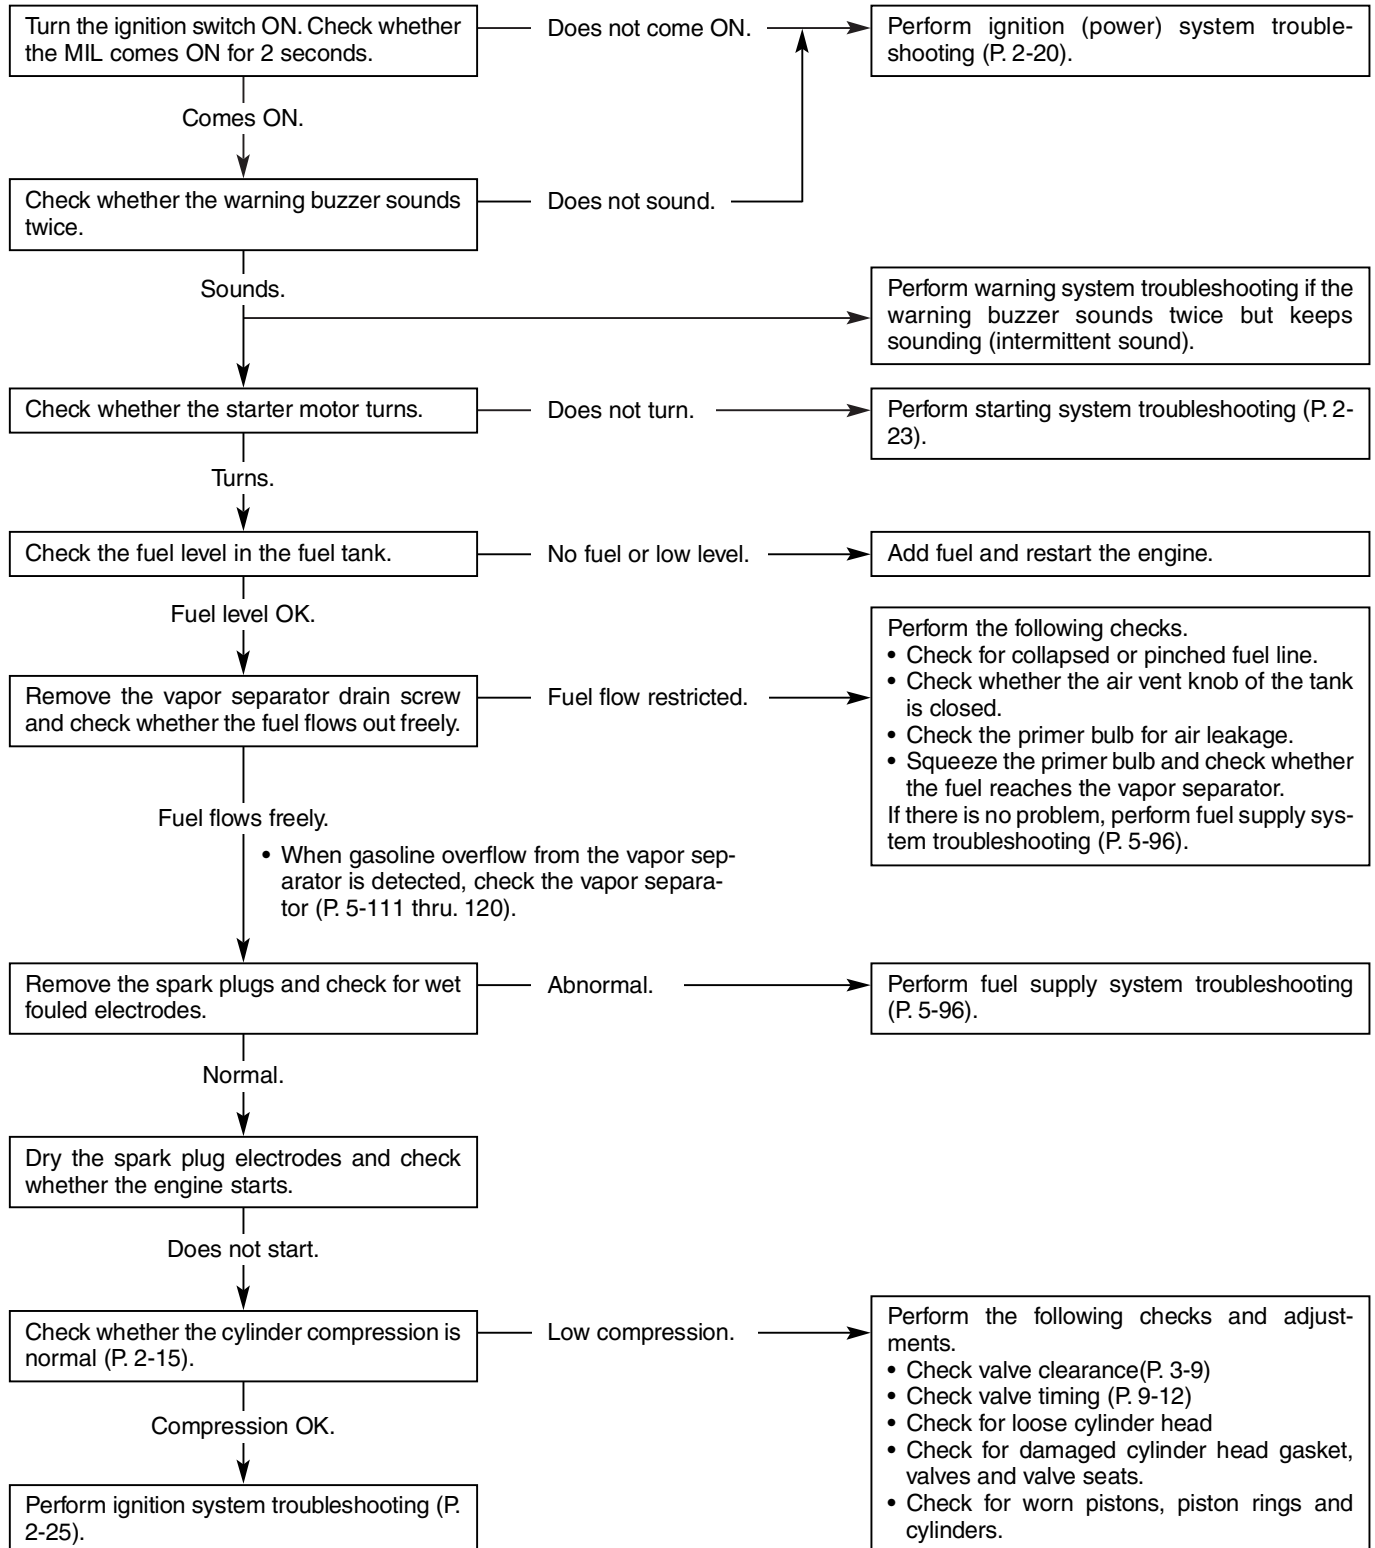 Turn the ignition switch ON. Check whether
the MIL comes ON for 2 seconds.
Does not come ON.
Perform ignition (power) system trouble-
shooting (P. 2-20).
Comes ON.
Check whether the warning buzzer sounds
twice.
Does not sound.
Sounds.
Perform warning system troubleshooting if the
warning buzzer sounds twice but keeps
sounding (intermittent sound).
Check whether the starter motor turns.
Does not turn.
Perform starting system troubleshooting (P. 2-
23).
Turns.
Check the fuel level in the fuel tank.
No fuel or low level.
Add fuel and restart the engine.
Fuel level OK.
Remove the vapor separator drain screw
and check whether the fuel flows out freely.
Fuel flow restricted.
Perform the following checks.
• Check for collapsed or pinched fuel line.
• Check whether the air vent knob of the tank
is closed.
• Check the primer bulb for air leakage.
• Squeeze the primer bulb and check whether
the fuel reaches the vapor separator.
If there is no problem, perform fuel supply sys-
tem troubleshooting (P. 5-96).
Fuel flows freely.
• When gasoline overflow from the vapor sep-
arator is detected, check the vapor separa-
tor (P. 5-111 thru. 120).
Remove the spark plugs and check for wet
fouled electrodes.
Abnormal.
Perform fuel supply system troubleshooting
(P. 5-96).
Normal.
Dry the spark plug electrodes and check
whether the engine starts.
Does not start.
Check whether the cylinder compression is
normal (P. 2-15).
Low compression.
Perform the following checks and adjust-
ments.
• Check valve clearance(P. 3-9)
• Check valve timing (P. 9-12)
• Check for loose cylinder head
• Check for damaged cylinder head gasket,
valves and valve seats.
• Check for worn pistons, piston rings and
cylinders.
Compression OK.
Perform ignition system troubleshooting (P.
2-25).